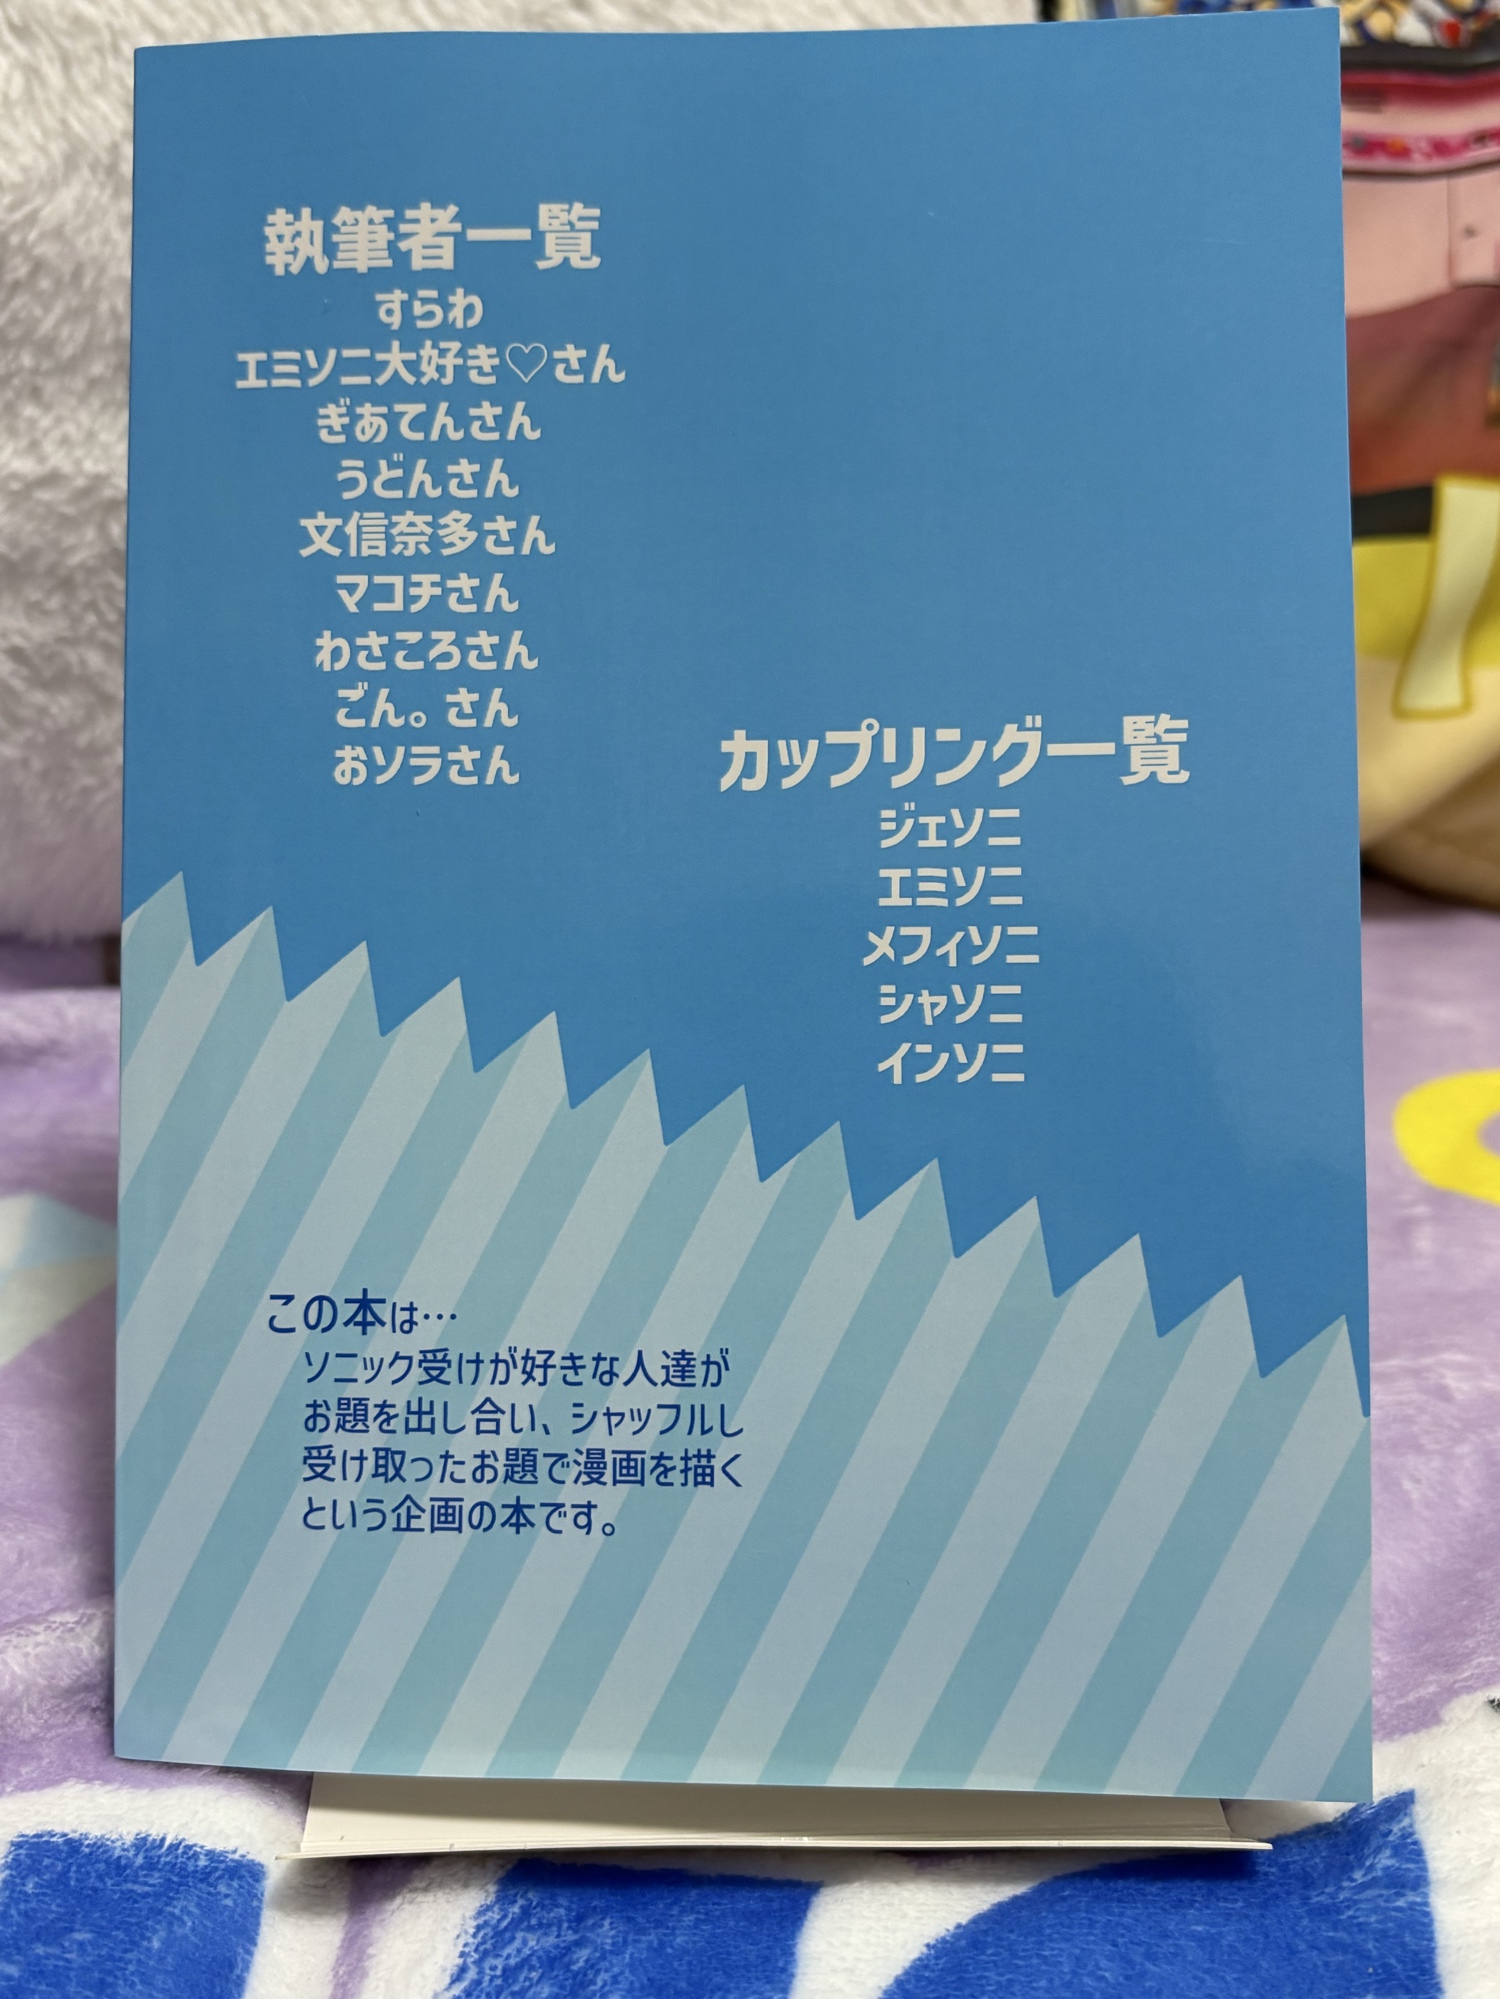 執筆者一覧
すらわ
エミソニ大好き♡さん
ぎあてんさん
うどんさん
文信奈多さん
マコチさん
わさころさん
ごん。さん
おソラさん
カップリング一覧
ジェソニ
エミソニ
メフィソニ
シャソニ
インソニ
この本は…
ソニック受けが好きな人達が
お題を出し合い、シャッフルし
受け取ったお題で漫画を描く
という企画の本です。